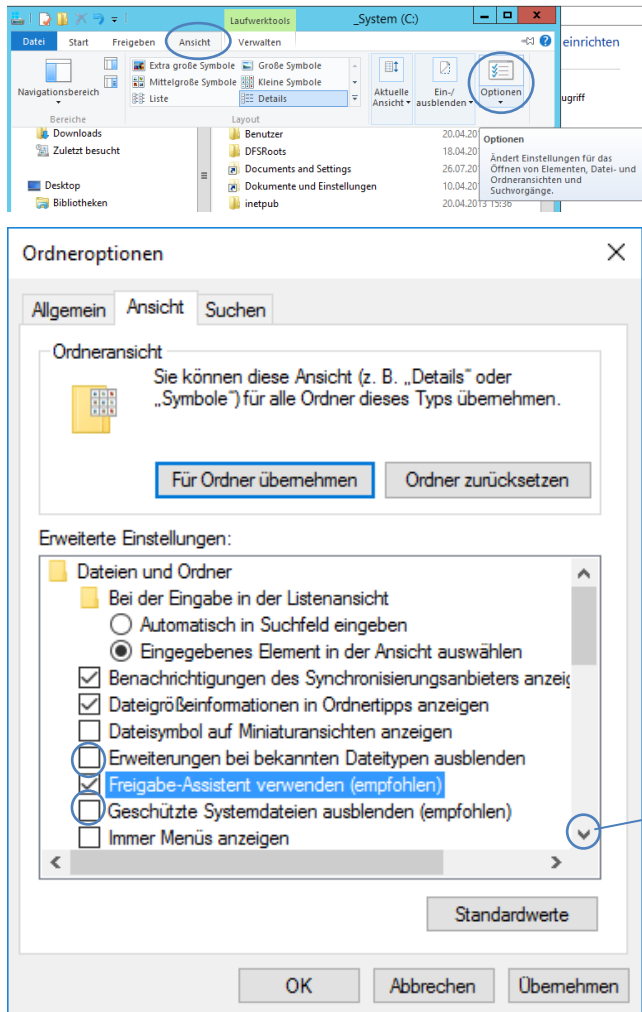 Laufwerktools
_System (C:)
Datei Start Freigeben Ansicht Verwalten
einrichten
Extra große Symbole Große Symbole
Mittelgroße Symbole Kleine Symbole
Liste Details
Navigationsbereich
Aktuelle Ansicht
Ein-/ausblenden
Optionen
ugriff
Bereiche Layout
Downloads
Zuletzt besucht
Desktop
Bibliotheken
Benutzer 20.04.20
DFSRoots 18.04.20
Documents and Settings 26.07.20
Dokumente und Einstellungen 10.04.20
inetpub 20.04.2013 15:36
Optionen
Ändert Einstellungen für das
Öffnen von Elementen, Datei- und
Ordneransichten und
Suchvorgänge.
Ordneroptionen
Allgemein Ansicht Suchen
Ordneransicht
Sie können diese Ansicht (z. B. „Details" oder
„Symbole") für alle Ordner dieses Typs übernehmen.
Für Ordner übernehmen Ordner zurücksetzen
Erweiterte Einstellungen:
Dateien und Ordner
Bei der Eingabe in der Listenansicht
Automatisch in Suchfeld eingeben
Eingegebenes Element in der Ansicht auswählen
Benachrichtigungen des Synchronisierungsanbieters anzeig
Dateigrößeinformationen in Ordnertipps anzeigen
Dateisymbol auf Miniaturansichten anzeigen
Erweiterungen bei bekannten Dateitypen ausblenden
Freigabe-Assistent verwenden (empfohlen)
Geschützte Systemdateien ausblenden (empfohlen)
Immer Menüs anzeigen
Standardwerte
OK Abbrechen Übernehmen